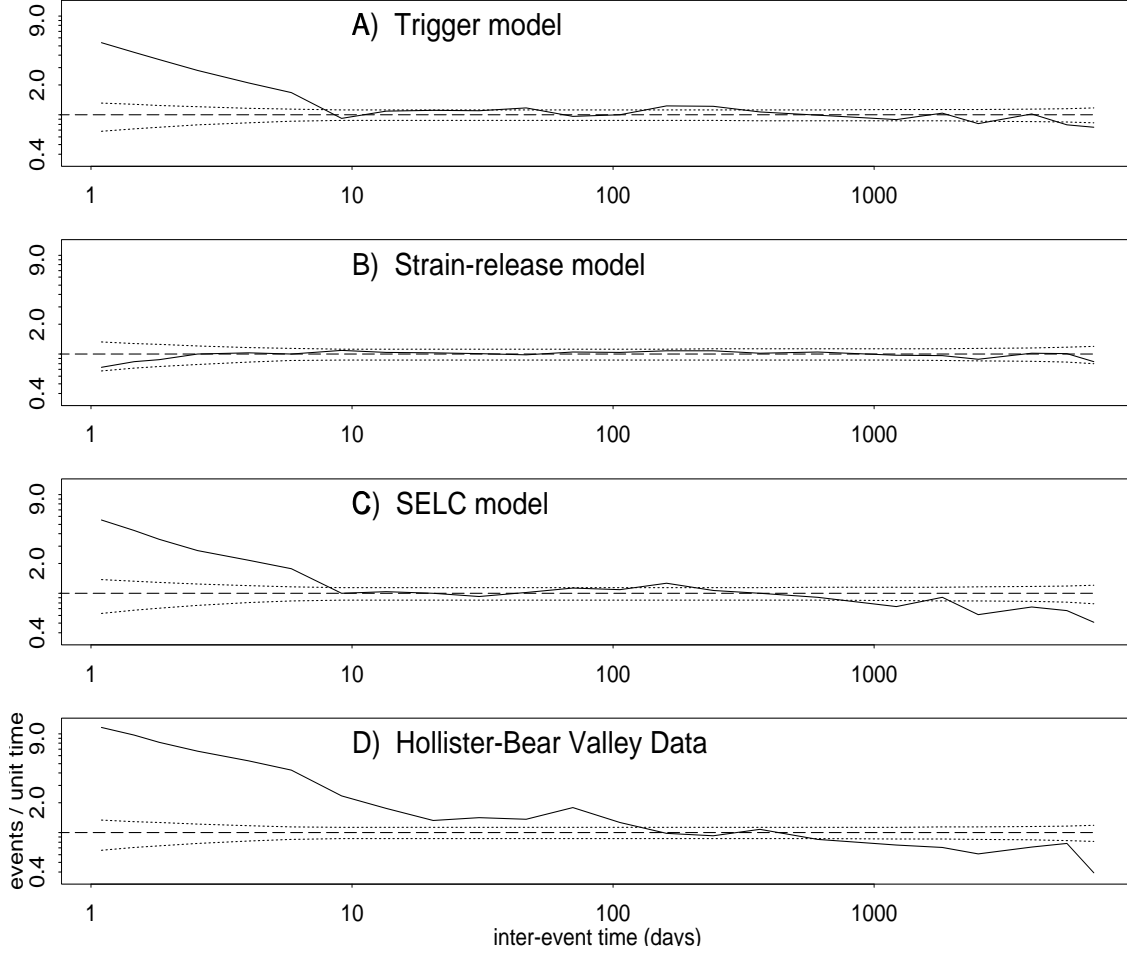 A) Trigger model
9.0
2.0
0.4
1 10 100 1000
B) Strain-release model
9.0
2.0
0.4
1 10 100 1000
C) SELC model
9.0
2.0
0.4
1 10 100 1000
D) Hollister-Bear Valley Data
9.0
2.0
0.4
events / unit time
1 10 100 1000
inter-event time (days)